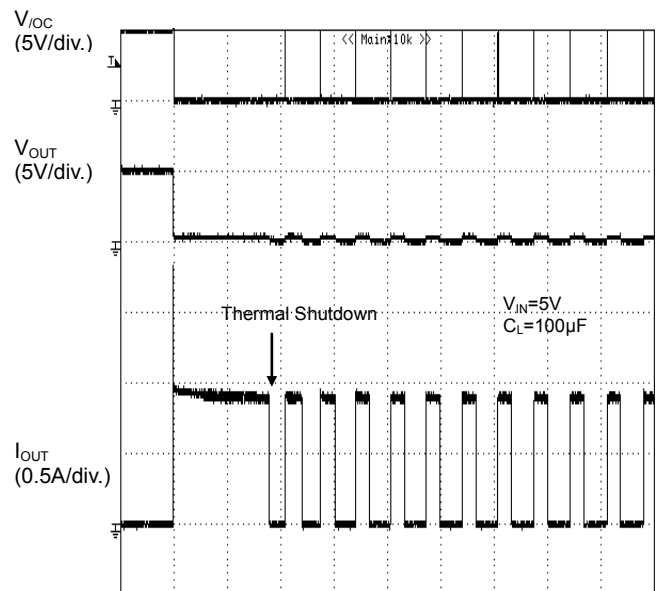 V/OC
(5V/div.)
<< Main:10k >>
T
VOUT
(5V/div.)
Thermal Shutdown
VIN=5V
CL=100µF
IOUT
(0.5A/div.)